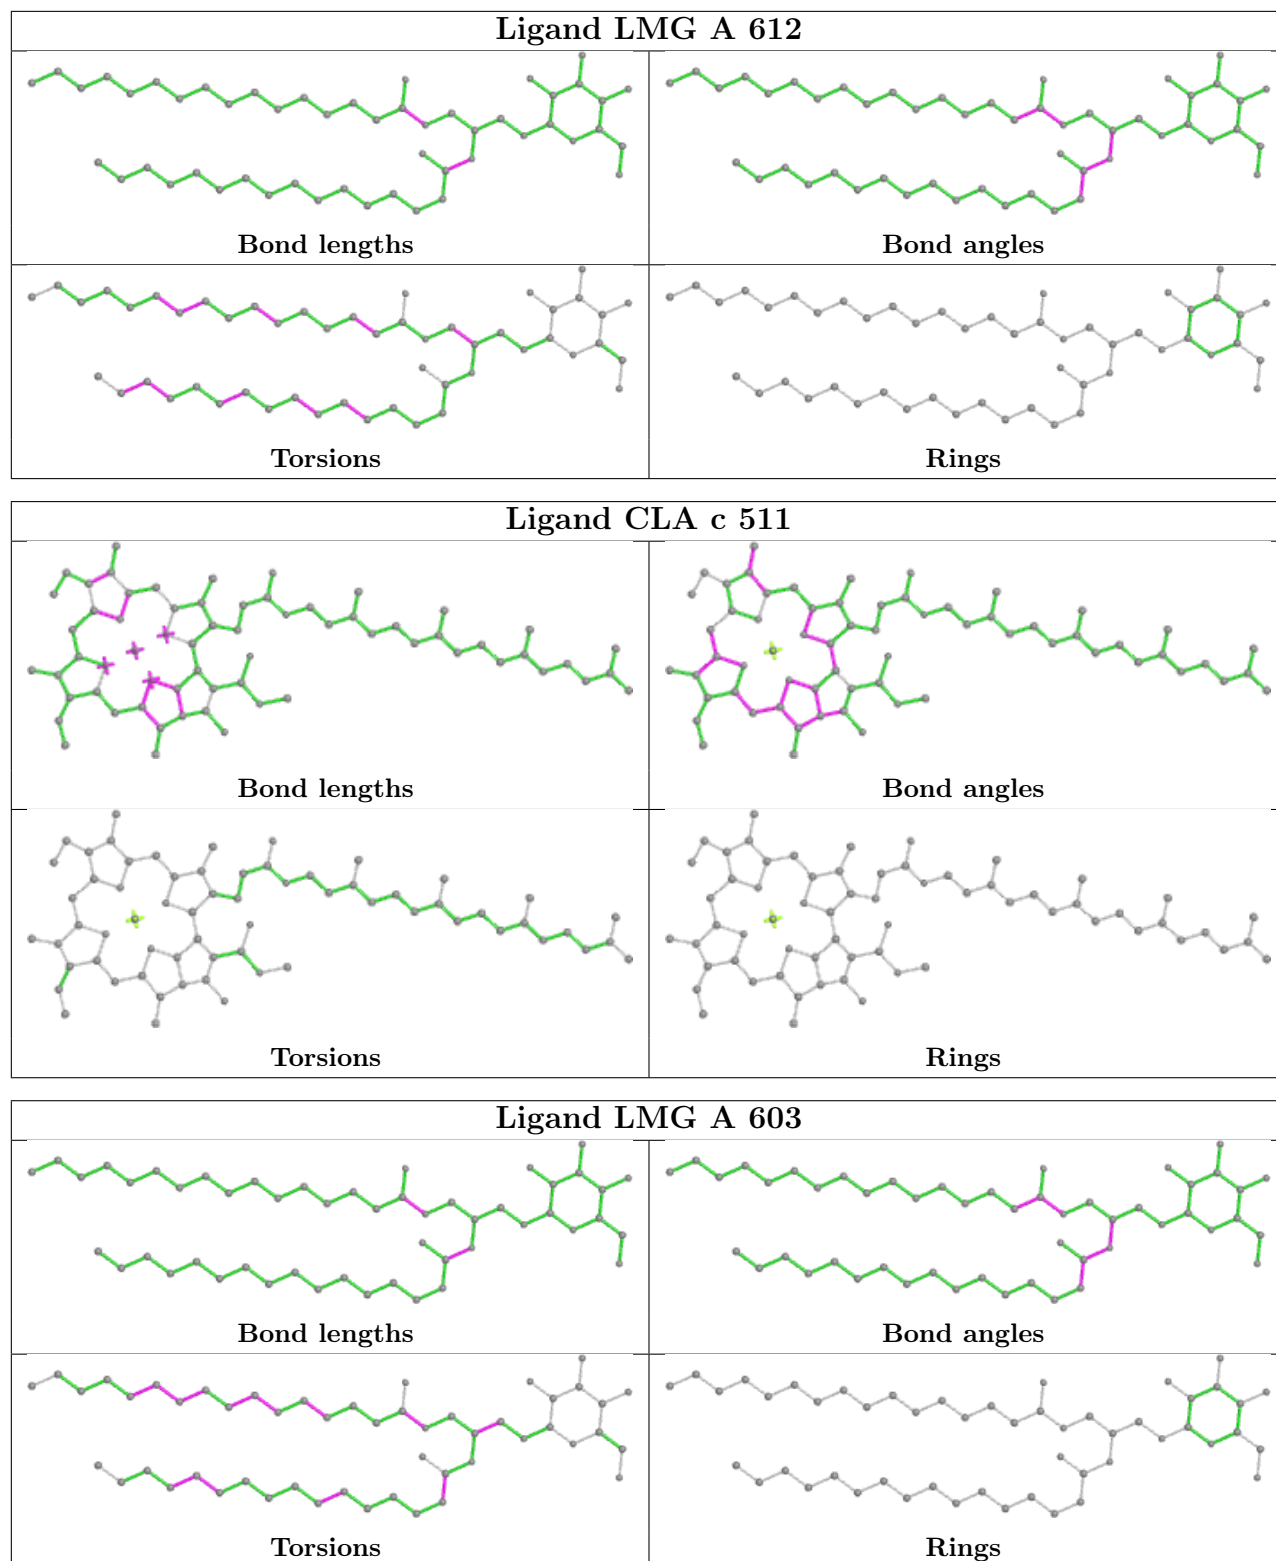 Ligand LMG A 612
Bond lengths
Bond angles
Torsions
Rings
Ligand CLA c 511
Bond lengths
Bond angles
Torsions
Rings
Ligand LMG A 603
Bond lengths
Bond angles
Torsions
Rings